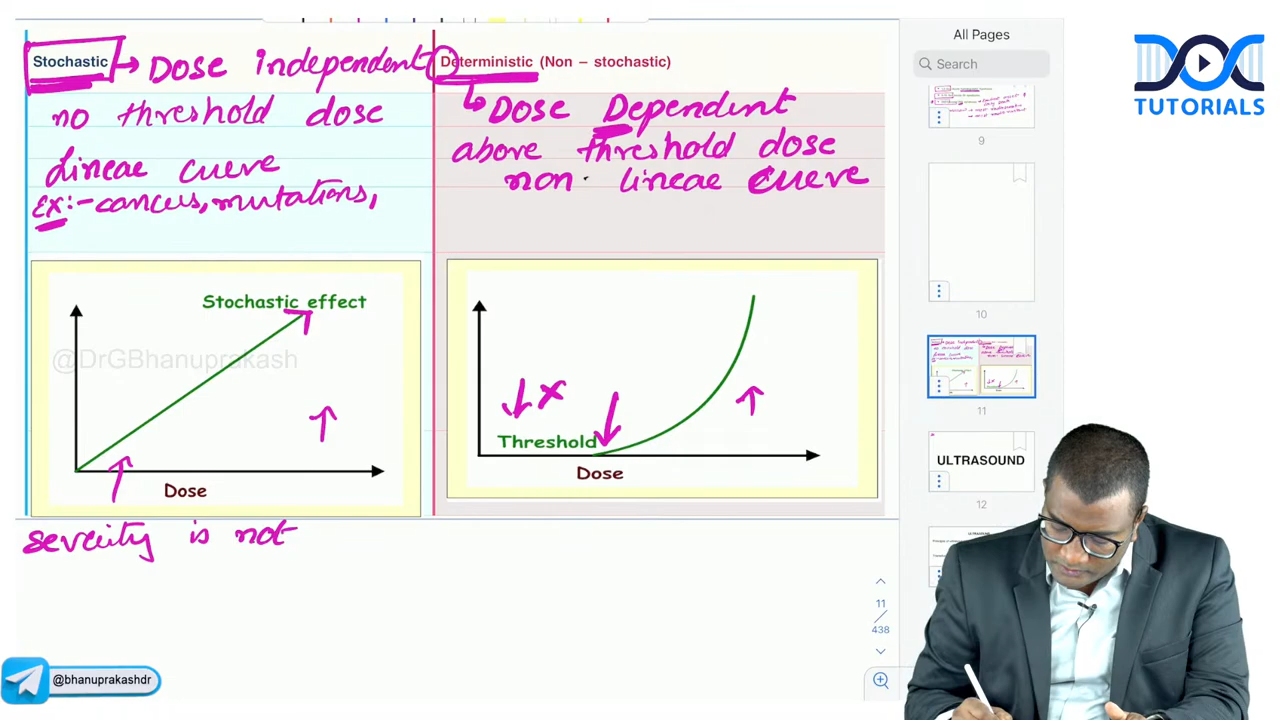 All Pages
Search
DOC
TUTORIALS
Stochastic → Dose independent
no threshold dose
Linear curve
Ex:- cancers, mutations,
Deterministic (Non – stochastic)
Dose Dependent
above threshold dose
non linear curve
Stochastic effect
@DrGBhanuprakash
Dose
Threshold
Dose
severity is not
9
10
11
ULTRASOUND
12
11
/
438
@bhanuprakashdr